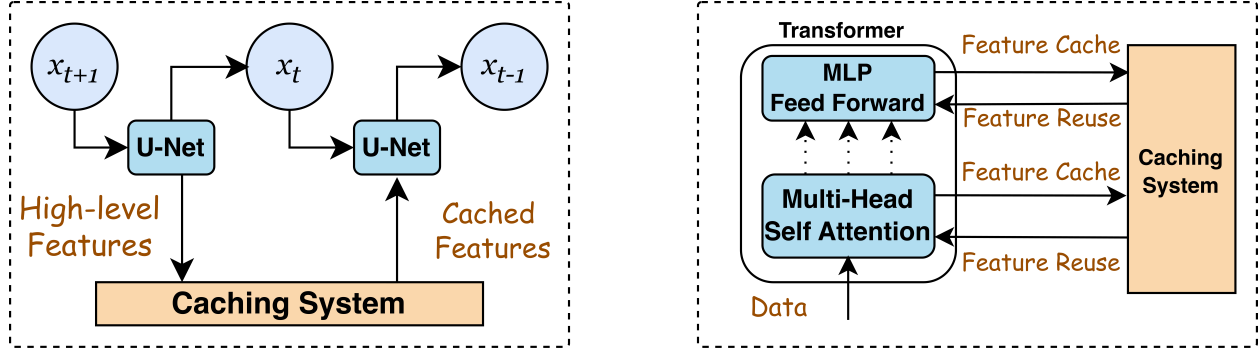 x_{t+1}
x_t
x_{t-1}
U-Net
U-Net
High-level
Features
Cached
Features
Caching System
Transformer
MLP
Feed Forward
Multi-Head
Self Attention
Data
Feature Cache
Feature Reuse
Feature Cache
Feature Reuse
Caching
System